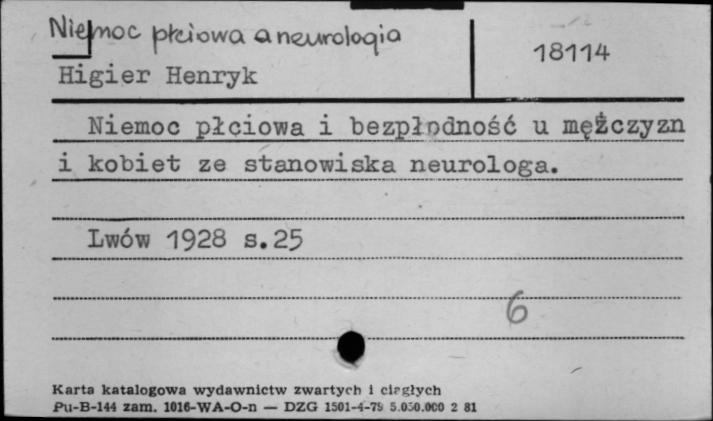 Niemoc płciowa a neurologia
18114
Higier Henryk
Niemoc płciowa i bezpłodność u mężczyzn
i kobiet ze stanowiska neurologa.
Lwów 1928 s.25
6
Karta katalogowa wydawnictw zwartych i ciągłych
Pu-B-144 zam. 1016-WA-O-n — DZG 1501-4-79 5.050.000 2 81